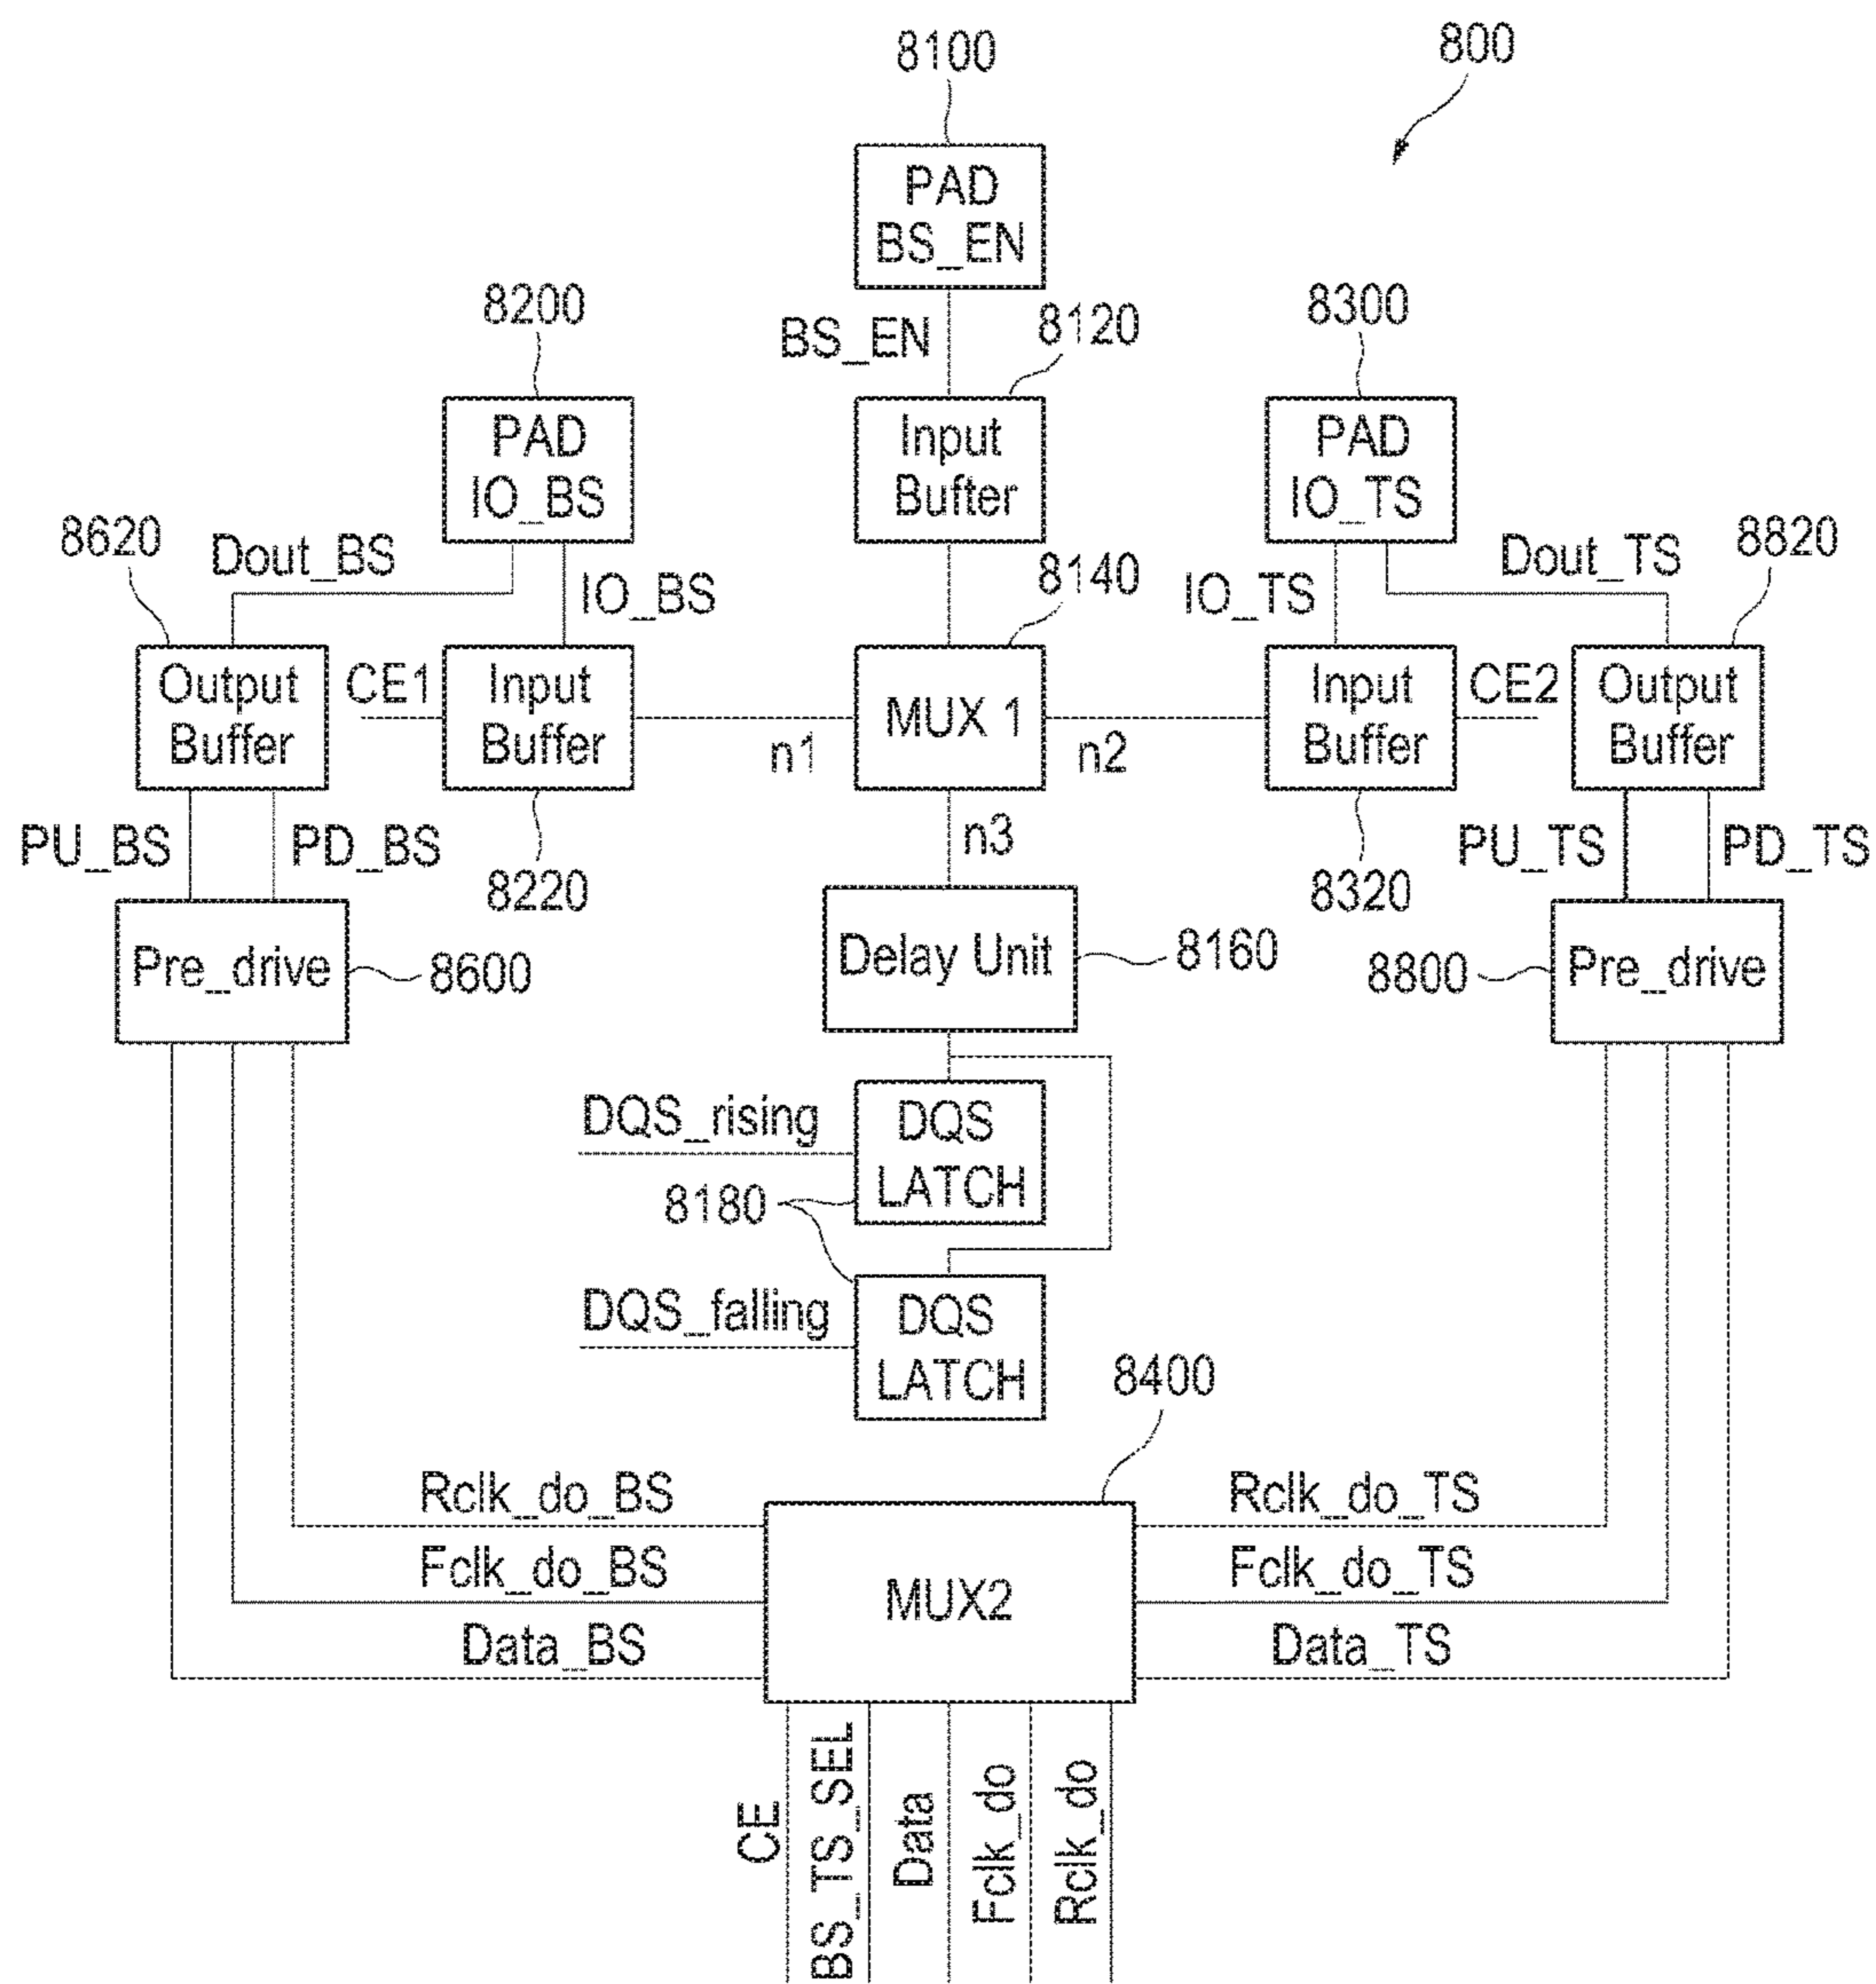 8100
800
PAD
BS_EN
8200
8300
BS_EN
8120
PAD
IO_BS
Input
Bufter
PAD
IO_TS
8620
Dout_BS
IO_BS
8140
IO_TS
Dout_TS
8820
Output
Buffer
CE1
Input
Buffer
n1
MUX 1
n2
Input
Buffer
CE2
Output
Buffer
PU_BS
PD_BS
8220
n3
8320
PU_TS
PD_TS
Pre_drive
8600
Delay Unit
8160
8800
Pre_drive
DQS_rising
DQS
LATCH
8180
DQS_falling
DQS
LATCH
8400
Rclk_do_BS
Rclk_do_TS
Fclk_do_BS
MUX2
Fclk_do_TS
Data_BS
Data_TS
CE
BS_TS_SEL
Data
Fclk_do
Rclk_do